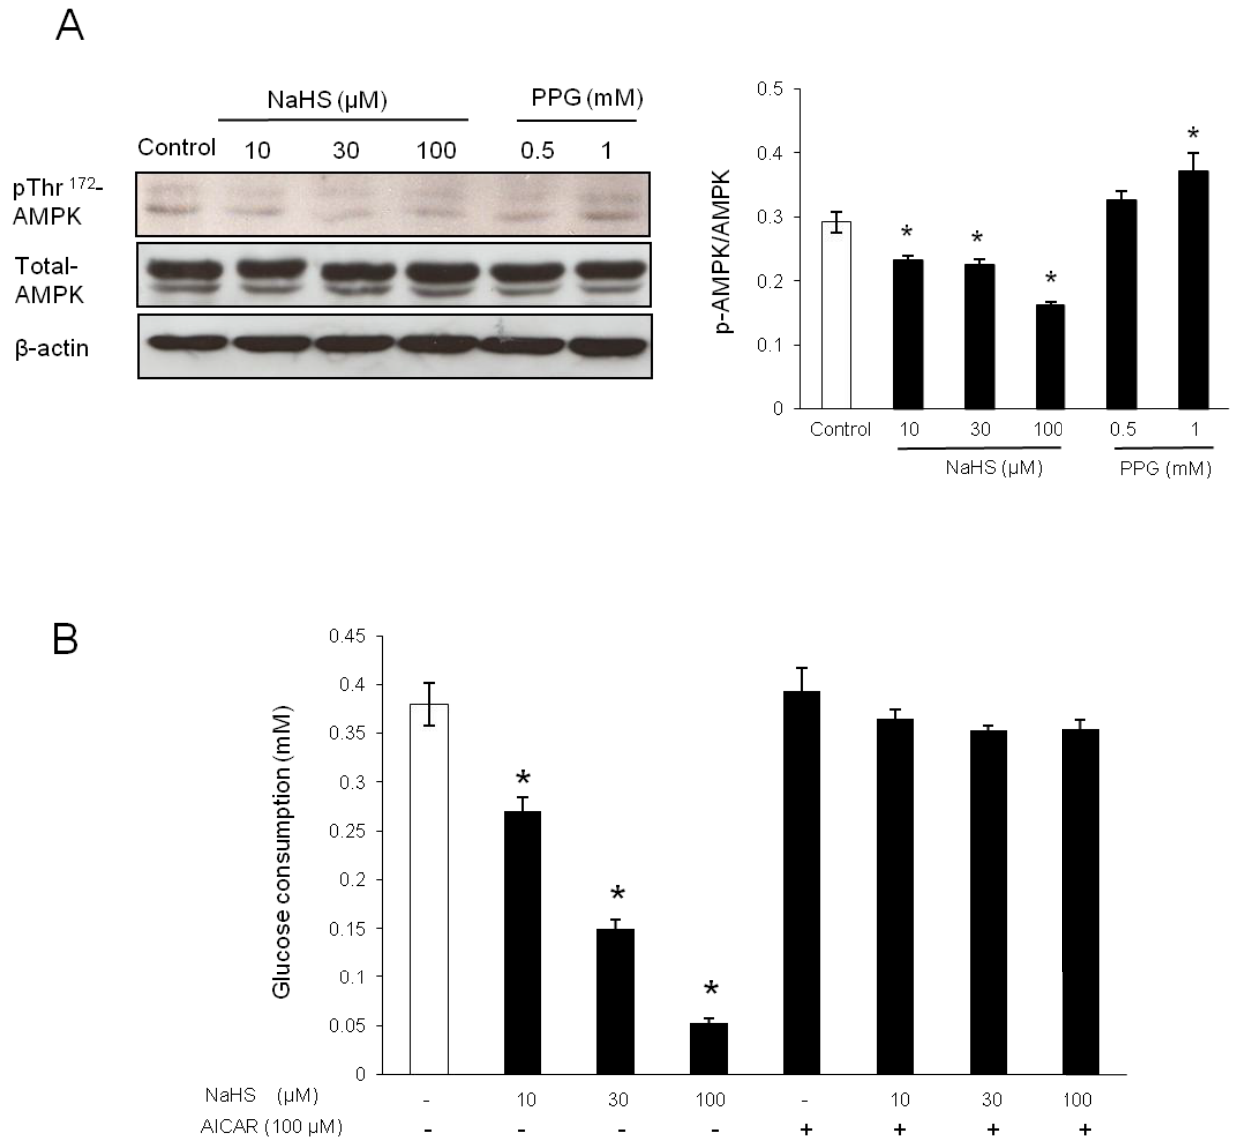 A
NaHS (µM)
PPG (mM)
Control 10 30 100 0.5 1
pThr 172-
AMPK
Total-
AMPK
β-actin
p-AMPK/AMPK
0.5
0.4
0.3
0.2
0.1
0
* * * *
Control 10 30 100 0.5 1
NaHS (µM) PPG (mM)
B
Glucose consumption (mM)
0.45
0.4
0.35
0.3
0.25
0.2
0.15
0.1
0.05
0
* * *
NaHS (µM) - 10 30 100 - 10 30 100
AICAR (100 µM) - - - - + + + +